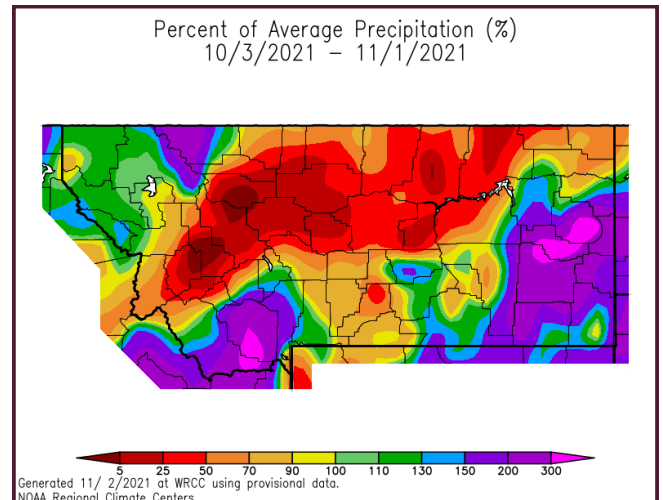 Percent of Average Precipitation (%)
10/3/2021 – 11/1/2021
5 25 50 70 90 100 110 130 150 200 300
Generated 11/ 2/2021 at WRCC using provisional data.
NOAA Regional Climate Centers